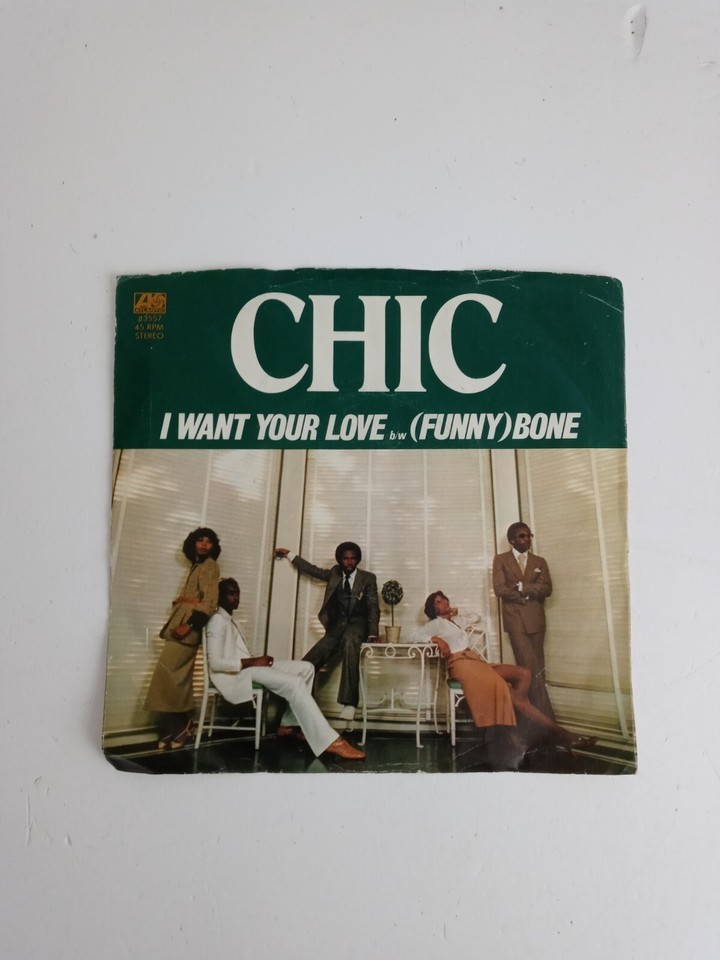 CHIC
#3557
45 RPM
STEREO
I WANT YOUR LOVE b/w (FUNNY) BONE